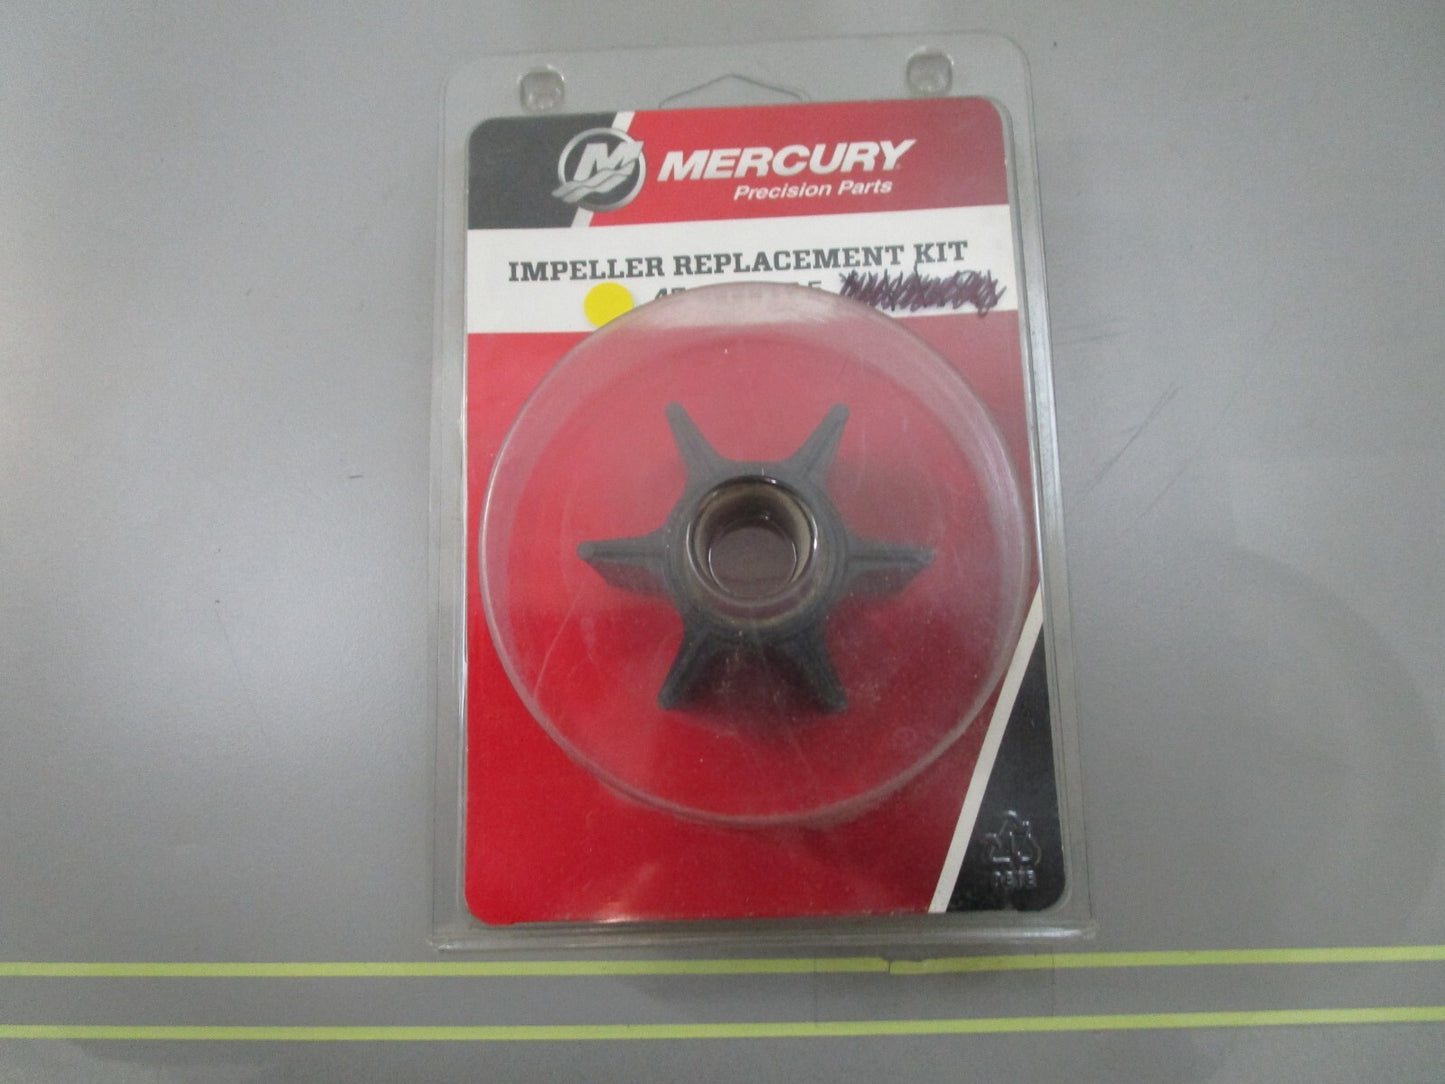 MERCURY
Precision Parts
IMPELLER REPLACEMENT KIT